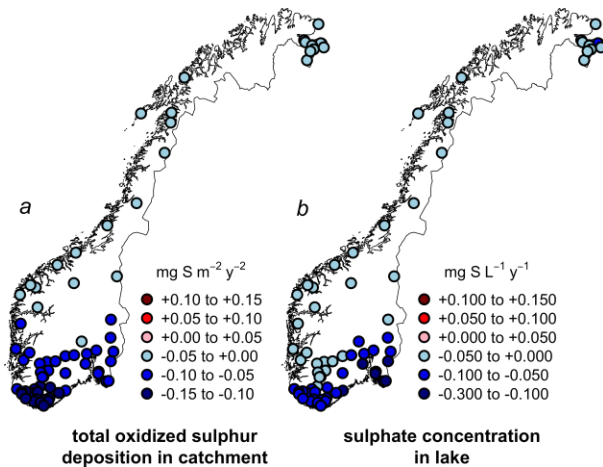 a
mg S m⁻² y⁻²
+0.10 to +0.15
+0.05 to +0.10
+0.00 to +0.05
-0.05 to +0.00
-0.10 to -0.05
-0.15 to -0.10
total oxidized sulphur
deposition in catchment
b
mg S L⁻¹ y⁻¹
+0.100 to +0.150
+0.050 to +0.100
+0.000 to +0.050
-0.050 to +0.000
-0.100 to -0.050
-0.300 to -0.100
sulphate concentration
in lake